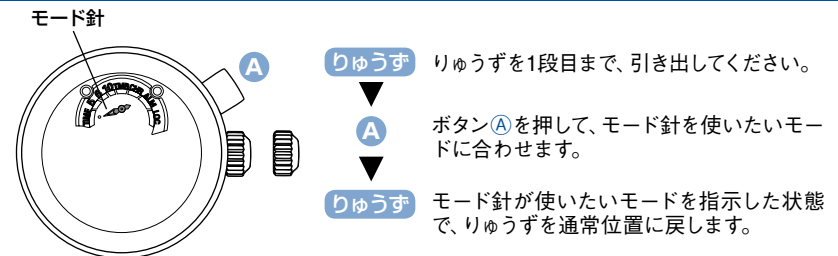 モード針
A
りゅうず
りゅうずを1段目まで、引き出してください。
A
ボタンⒶを押して、モード針を使いたいモー
ドに合わせます。
りゅうず
モード針が使いたいモードを指示した状態
で、りゅうずを通常位置に戻します。